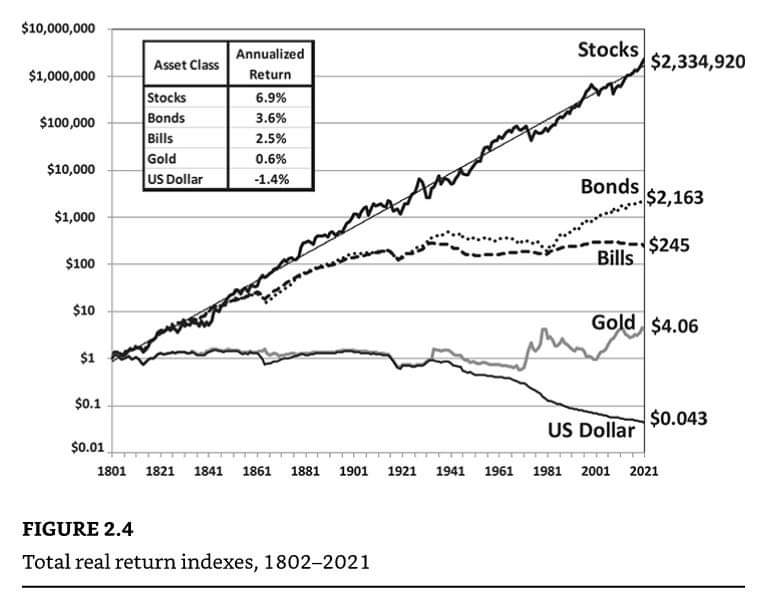 $10,000,000
$1,000,000
$100,000
$10,000
$1,000
$100
$10
$1
$0.1
$0.01
Asset Class Annualized Return
Stocks 6.9%
Bonds 3.6%
Bills 2.5%
Gold 0.6%
US Dollar -1.4%
Stocks $2,334,920
Bonds $2,163
Bills $245
Gold $4.06
US Dollar $0.043
1801 1821 1841 1861 1881 1901 1921 1941 1961 1981 2001 2021
FIGURE 2.4
Total real return indexes, 1802–2021